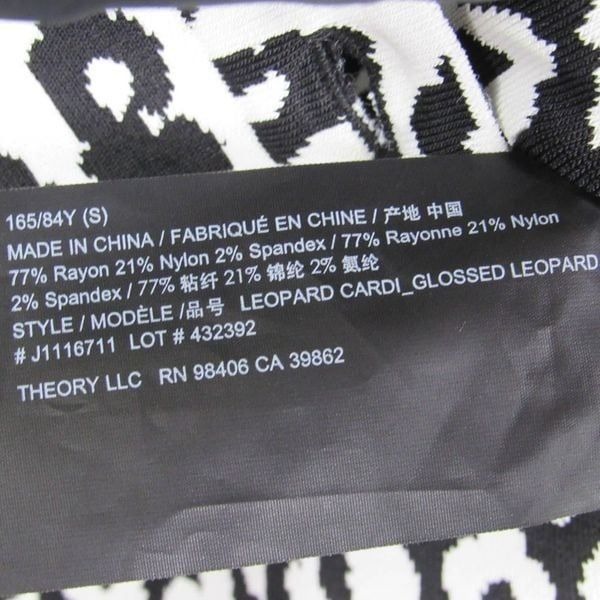 165/84Y (S)
MADE IN CHINA / FABRIQUÉ EN CHINE / 产地 中国
77% Rayon 21% Nylon 2% Spandex / 77% Rayonne 21% Nylon
2% Spandex / 77% 粘纤 21% 锦纶 2% 氨纶
STYLE / MODÈLE /品号 LEOPARD CARDI_GLOSSED LEOPARD
# J1116711 LOT # 432392
THEORY LLC RN 98406 CA 39862